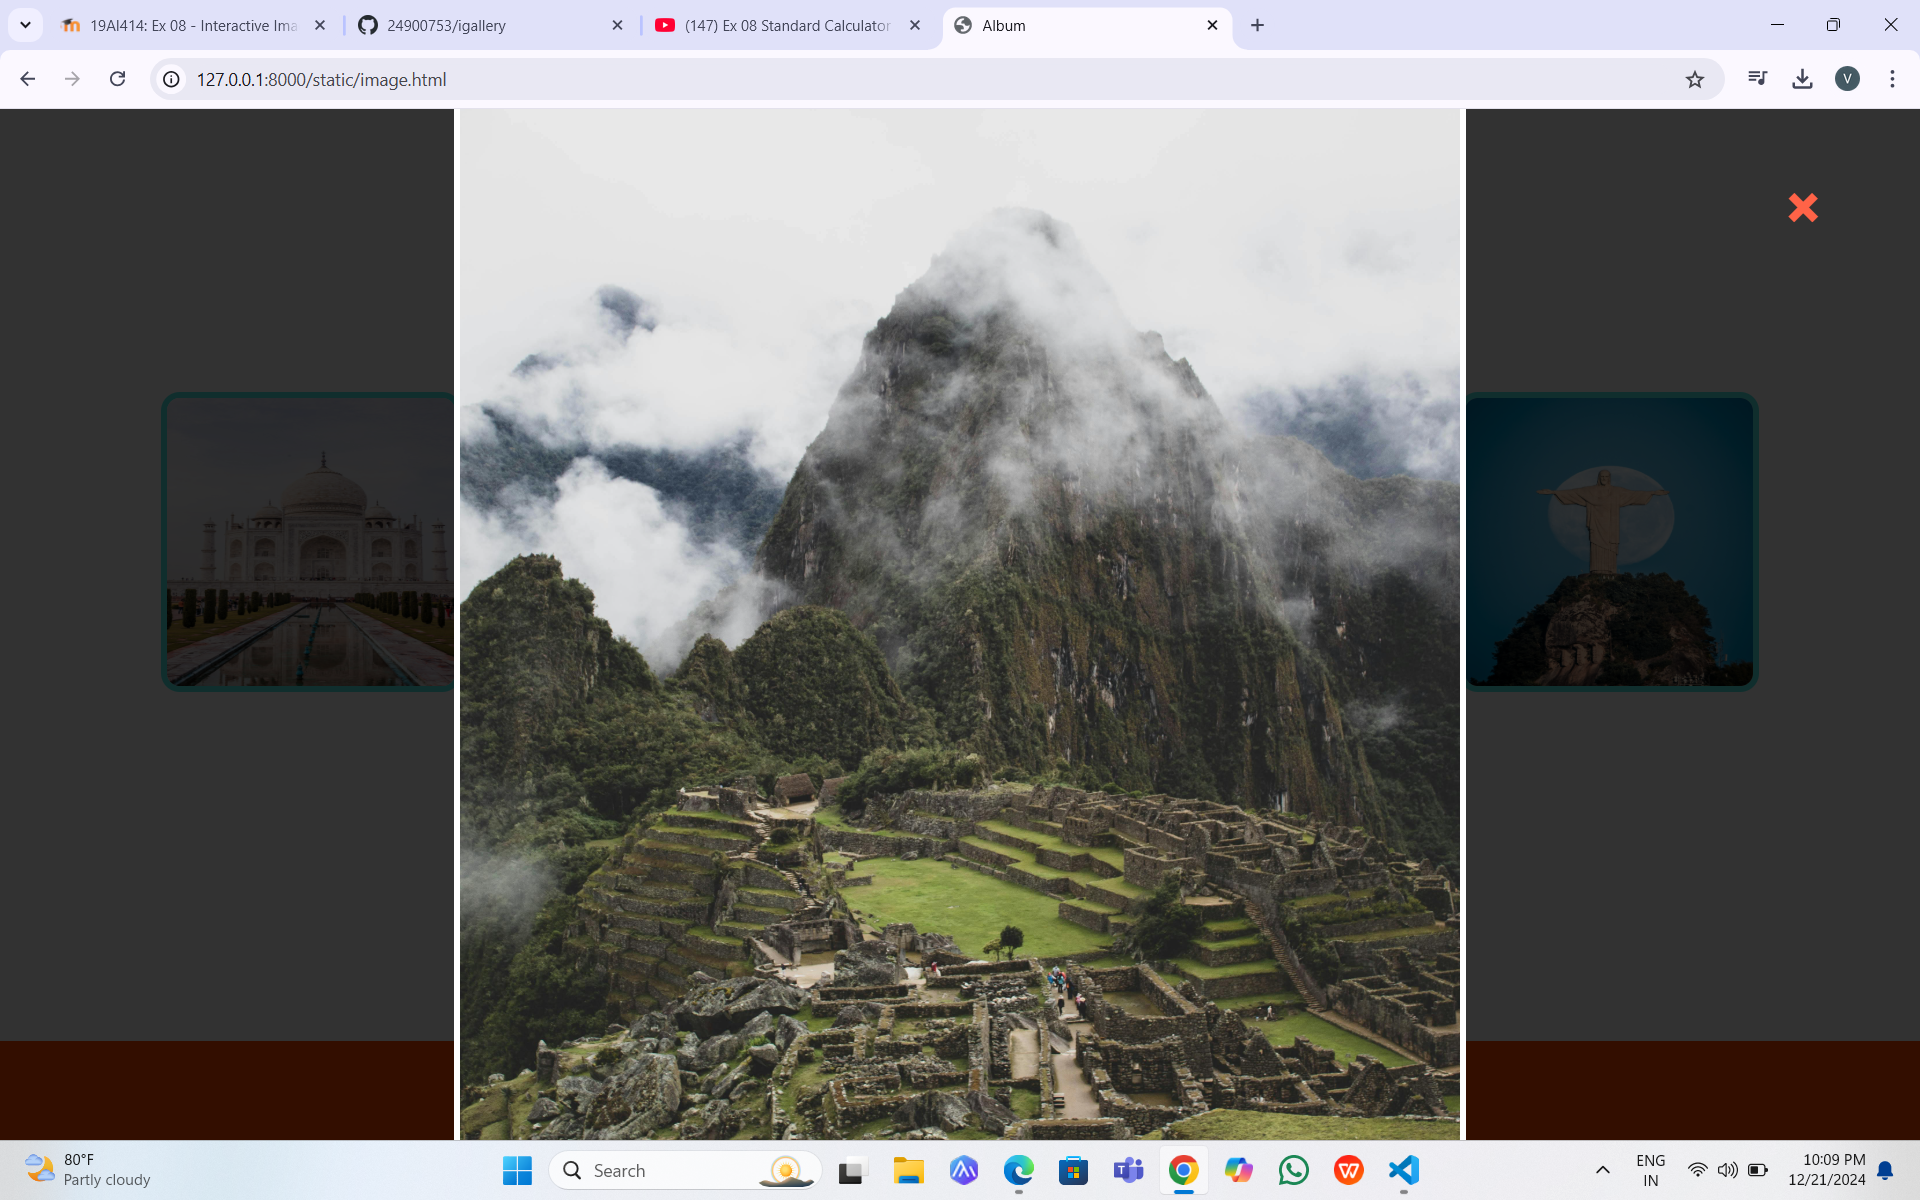 19AI414: Ex 08 - Interactive Ima
24900753/igallery
(147) Ex 08 Standard Calculator
Album
127.0.0.1:8000/static/image.html
V
80°F
Partly cloudy
Search
ENG
IN
10:09 PM
12/21/2024